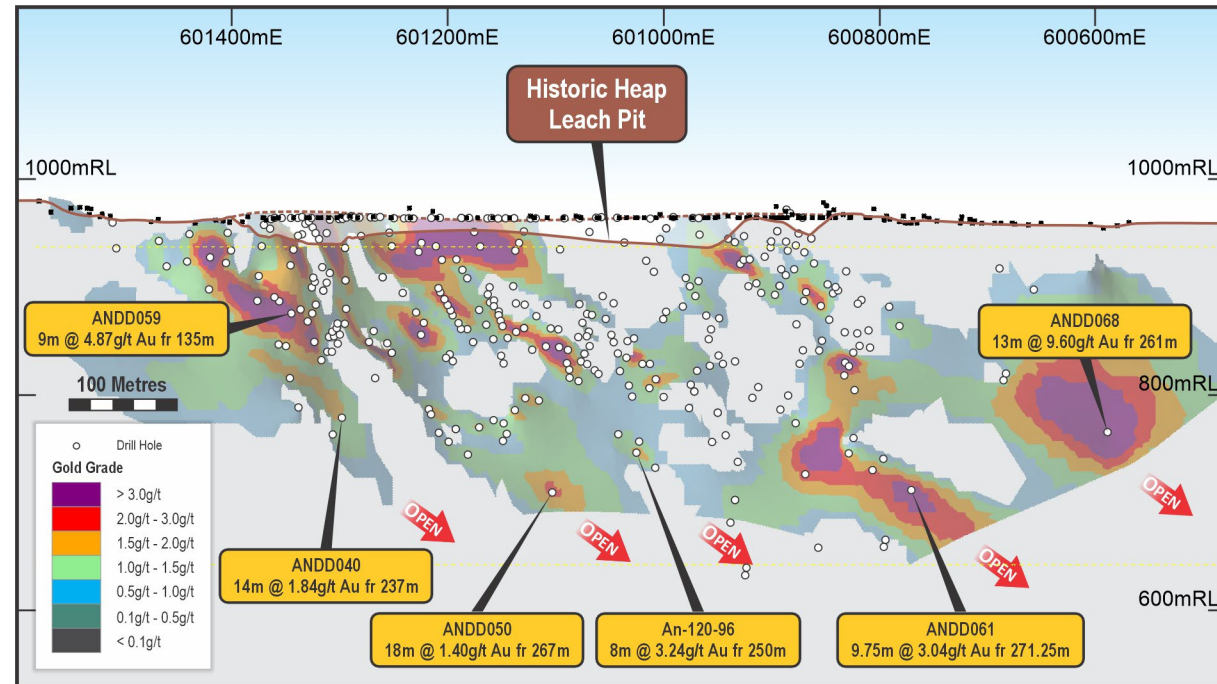 601400mE
601200mE
601000mE
600800mE
600600mE
Historic Heap
Leach Pit
1000mRL
1000mRL
ANDD059
9m @ 4.87g/t Au fr 135m
ANDD068
13m @ 9.60g/t Au fr 261m
100 Metres
800mRL
Drill Hole
Gold Grade
> 3.0g/t
2.0g/t - 3.0g/t
1.5g/t - 2.0g/t
1.0g/t - 1.5g/t
0.5g/t - 1.0g/t
0.1g/t - 0.5g/t
< 0.1g/t
OPEN
OPEN
OPEN
OPEN
OPEN
ANDD040
14m @ 1.84g/t Au fr 237m
600mRL
ANDD050
18m @ 1.40g/t Au fr 267m
An-120-96
8m @ 3.24g/t Au fr 250m
ANDD061
9.75m @ 3.04g/t Au fr 271.25m